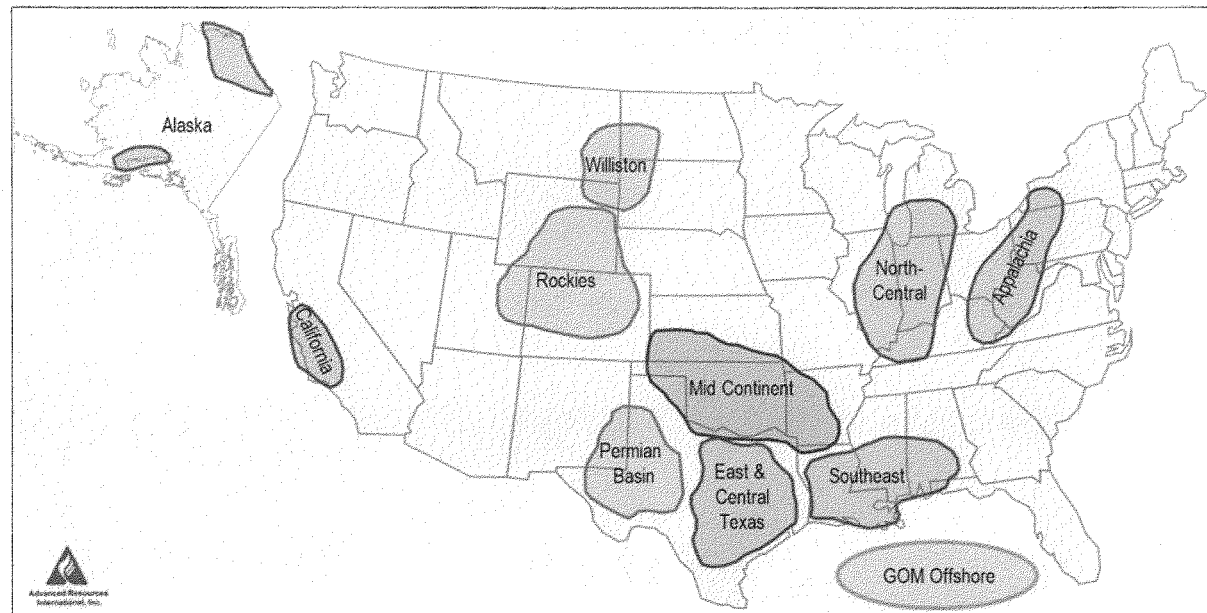 Alaska
Williston
Rockies
California
North-
Central
Appalachia
Mid Continent
Permian
Basin
East &
Central
Texas
Southeast
GOM Offshore
Advanced Resources
International, Inc.